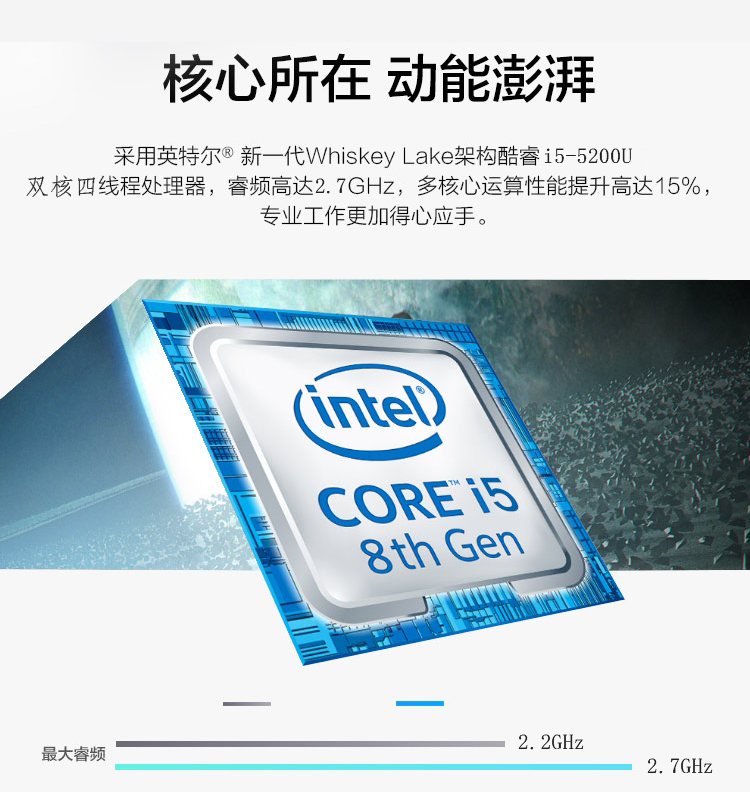 核心所在 动能澎湃
采用英特尔® 新一代Whiskey Lake架构酷睿i5-5200U
双核四线程处理器，睿频高达2.7GHz，多核心运算性能提升高达15%，
专业工作更加得心应手。
intel®
CORE™ i5
8th Gen
2.2GHz
最大睿频
2.7GHz